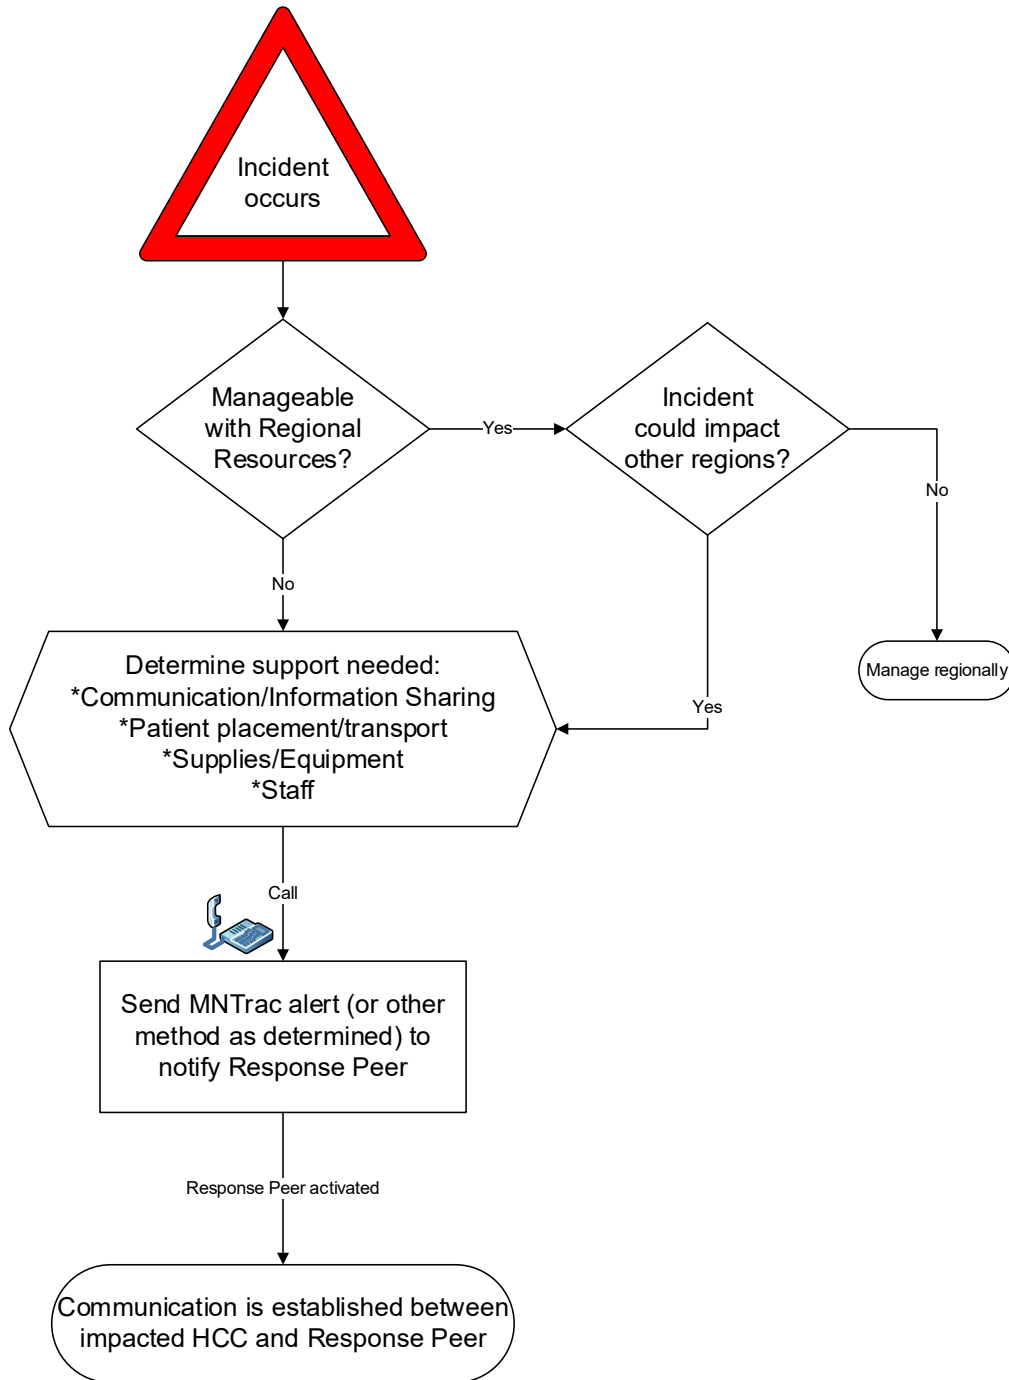 Incident
occurs
Manageable
with Regional
Resources?
Yes
Incident
could impact
other regions?
No
No
Manage regionally
Yes
Determine support needed:
*Communication/Information Sharing
*Patient placement/transport
*Supplies/Equipment
*Staff
Call
Send MNTrac alert (or other
method as determined) to
notify Response Peer
Response Peer activated
Communication is established between
impacted HCC and Response Peer